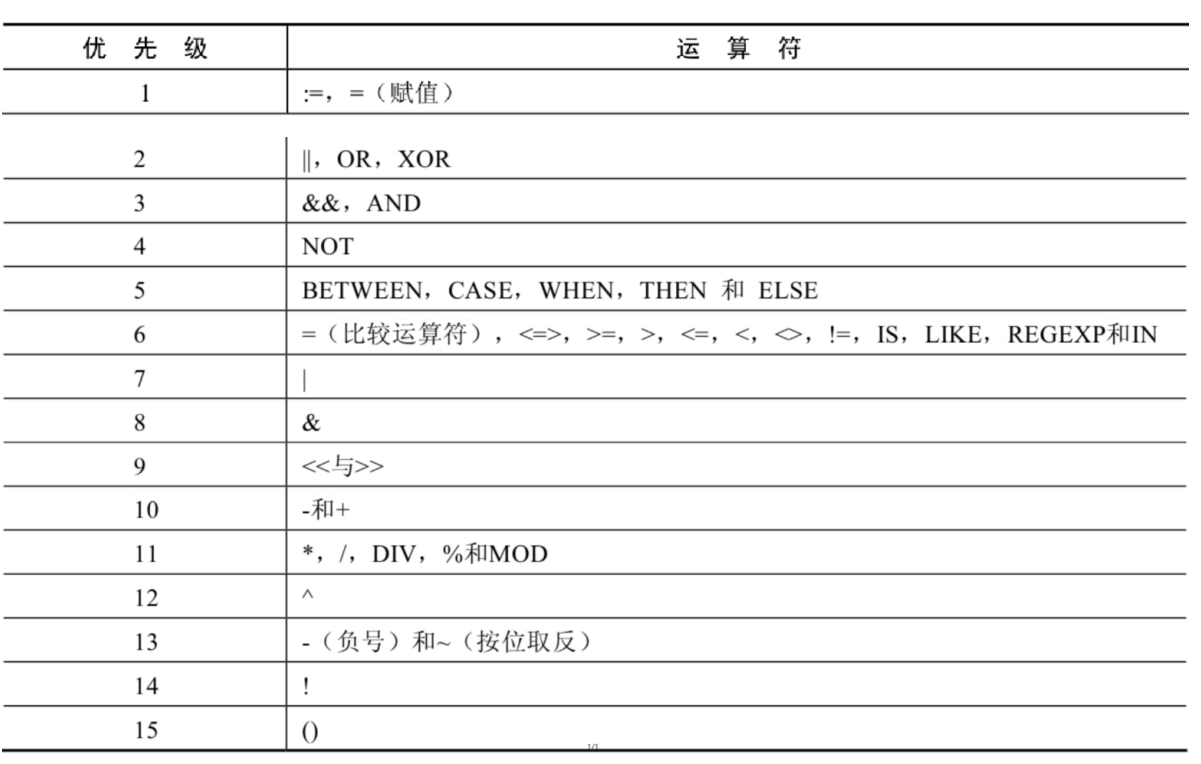 优 先 级 运 算 符
1 :=，=（赋值）
2 ||，OR，XOR
3 &&，AND
4 NOT
5 BETWEEN，CASE，WHEN，THEN 和 ELSE
6 =（比较运算符），<=>，>=，>，<=，<，<>，!=，IS，LIKE，REGEXP和IN
7 |
8 &
9 <<与>>
10 -和+
11 *，/，DIV，%和MOD
12 ^
13 -（负号）和~（按位取反）
14 !
15 ()
1/1